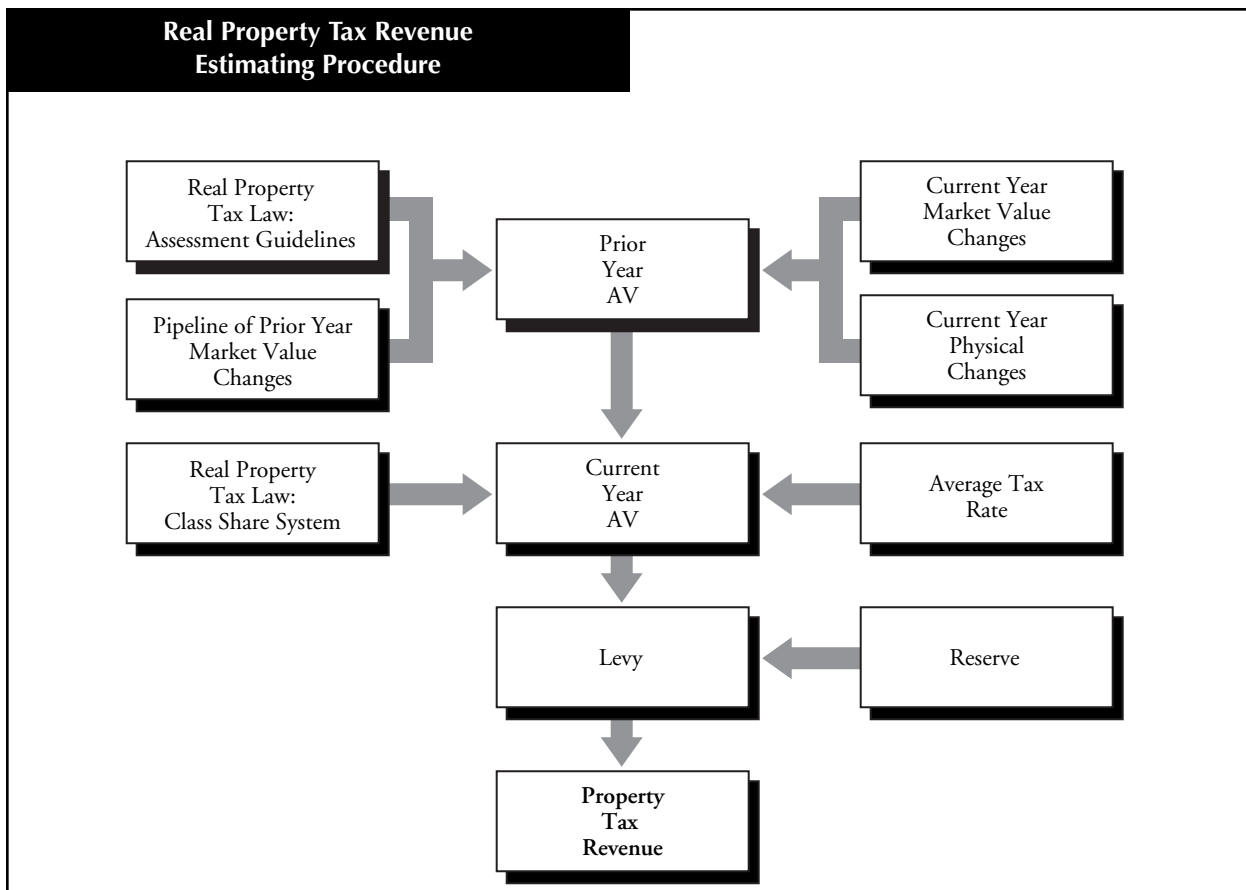 Real Property Tax Revenue
Estimating Procedure
Real Property
Tax Law:
Assessment Guidelines
Pipeline of Prior Year
Market Value
Changes
Prior
Year
AV
Current Year
Market Value
Changes
Current Year
Physical
Changes
Real Property
Tax Law:
Class Share System
Current
Year
AV
Average Tax
Rate
Levy
Reserve
Property
Tax
Revenue